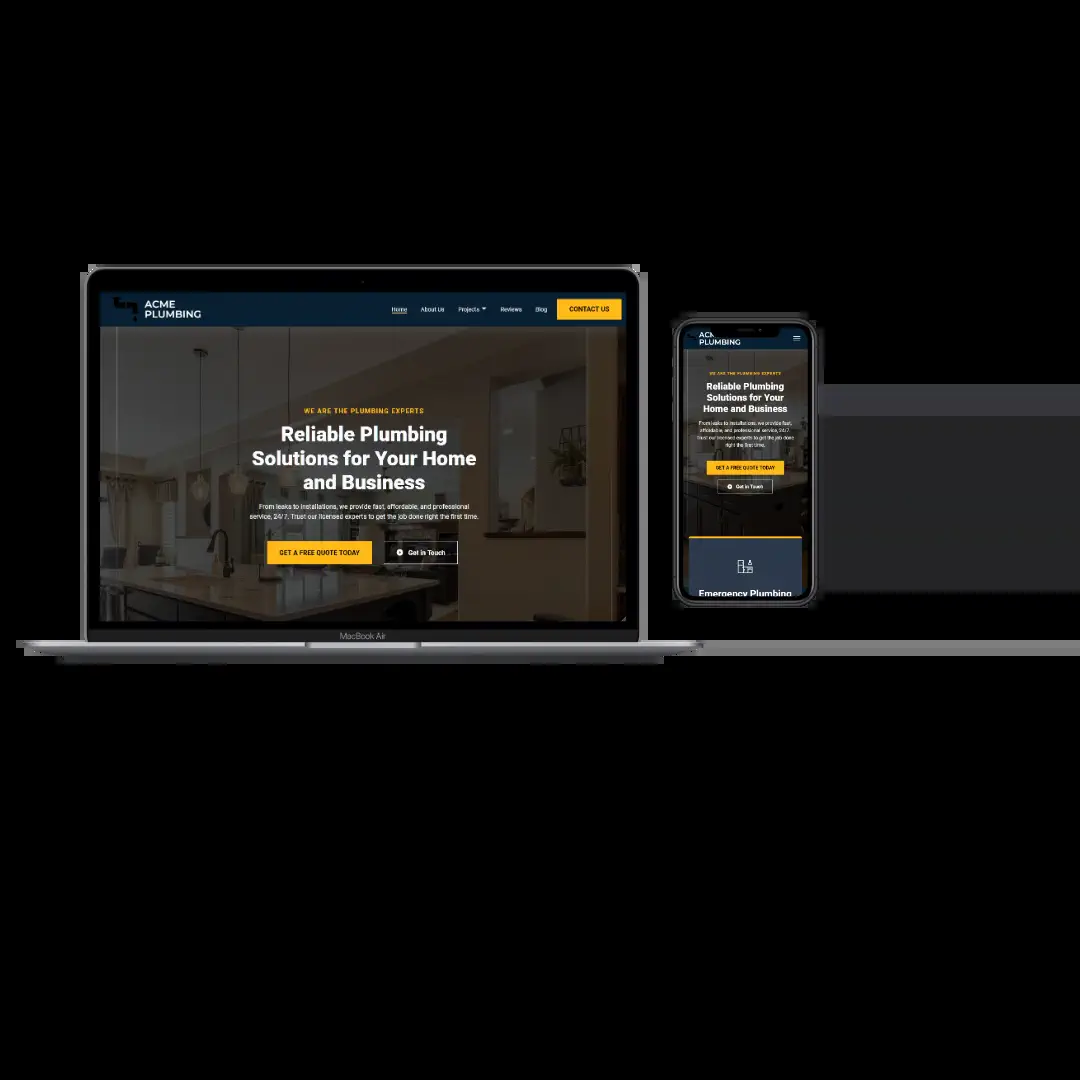 ACME
PLUMBING
Home
About Us
Projects
Reviews
Blog
CONTACT US
WE ARE THE PLUMBING EXPERTS
Reliable Plumbing
Solutions for Your Home
and Business
From leaks to installations, we provide fast, affordable, and professional
service, 24/7. Trust our licensed experts to get the job done right the first time.
GET A FREE QUOTE TODAY
Get in Touch
MacBook Air
PLUMBING
WE ARE THE PLUMBING EXPERTS
Reliable Plumbing
Solutions for Your
Home and Business
From leaks to installations, we provide fast,
affordable, and professional service, 24/7.
Trust our licensed experts to get the job done
right the first time.
GET A FREE QUOTE TODAY
Get in Touch
Emergency Plumbing